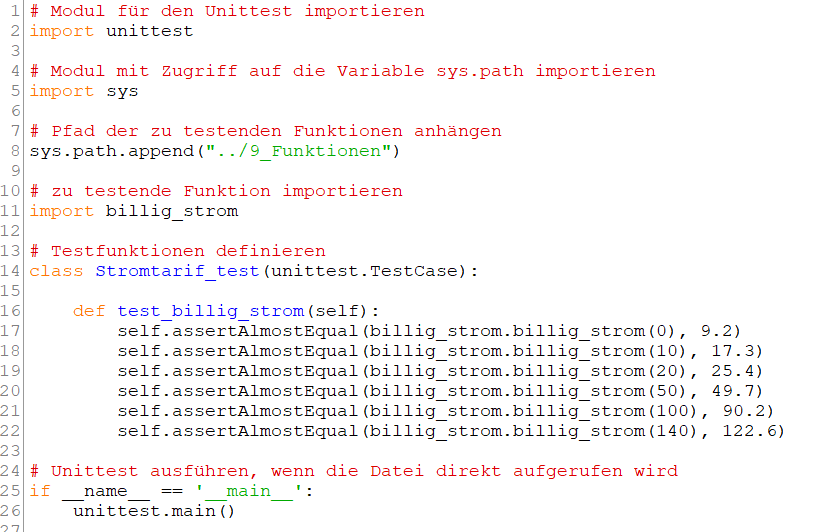 1 # Modul für den Unittest importieren
2 import unittest
3
4 # Modul mit Zugriff auf die Variable sys.path importieren
5 import sys
6
7 # Pfad der zu testenden Funktionen anhängen
8 sys.path.append("../9_Funktionen")
9
10 # zu testende Funktion importieren
11 import billig_strom
12
13 # Testfunktionen definieren
14 class Stromtarif_test(unittest.TestCase):
15
16     def test_billig_strom(self):
17         self.assertAlmostEqual(billig_strom.billig_strom(0), 9.2)
18         self.assertAlmostEqual(billig_strom.billig_strom(10), 17.3)
19         self.assertAlmostEqual(billig_strom.billig_strom(20), 25.4)
20         self.assertAlmostEqual(billig_strom.billig_strom(50), 49.7)
21         self.assertAlmostEqual(billig_strom.billig_strom(100), 90.2)
22         self.assertAlmostEqual(billig_strom.billig_strom(140), 122.6)
23
24 # Unittest ausführen, wenn die Datei direkt aufgerufen wird
25 if __name__ == '__main__':
26     unittest.main()
27